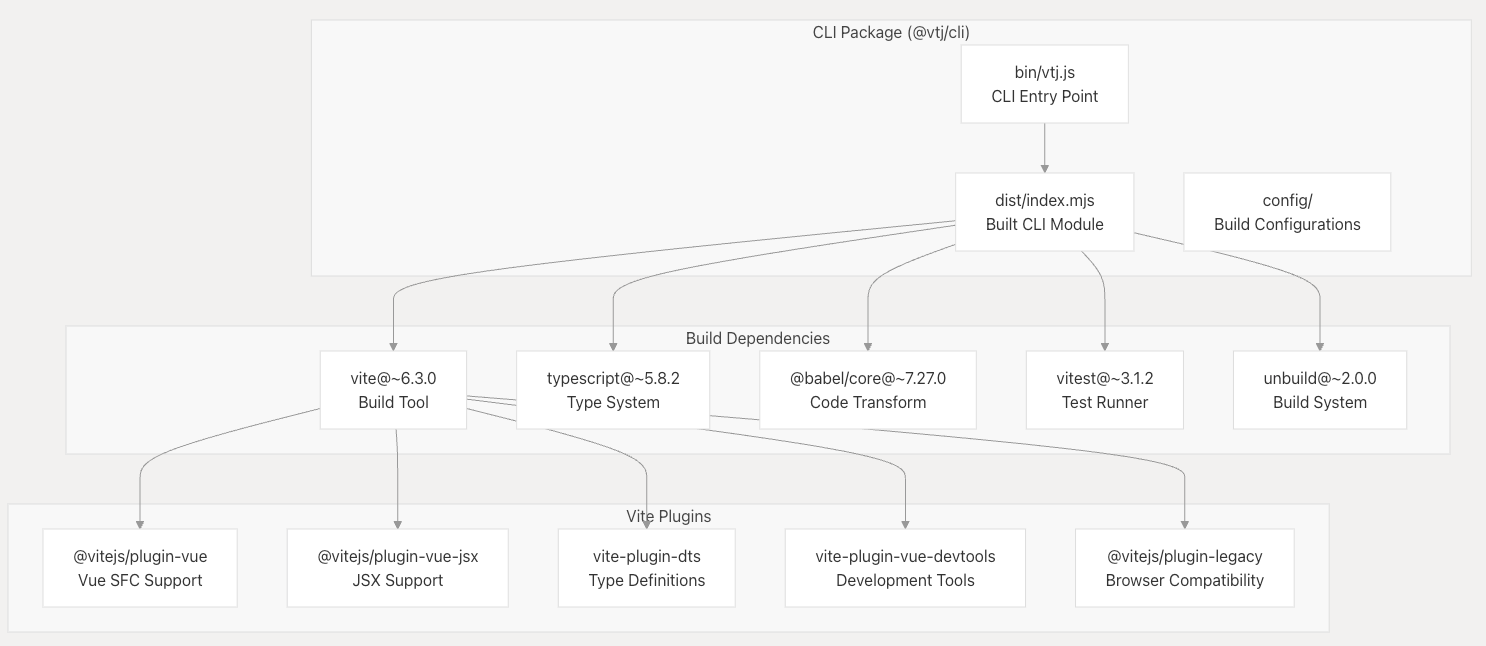 CLI Package (@vtj/cli)
bin/vtj.js
CLI Entry Point
dist/index.mjs
Built CLI Module
config/
Build Configurations
Build Dependencies
vite@~6.3.0
Build Tool
typescript@~5.8.2
Type System
@babel/core@~7.27.0
Code Transform
vitest@~3.1.2
Test Runner
unbuild@~2.0.0
Build System
Vite Plugins
@vitejs/plugin-vue
Vue SFC Support
@vitejs/plugin-vue-jsx
JSX Support
vite-plugin-dts
Type Definitions
vite-plugin-vue-devtools
Development Tools
@vitejs/plugin-legacy
Browser Compatibility